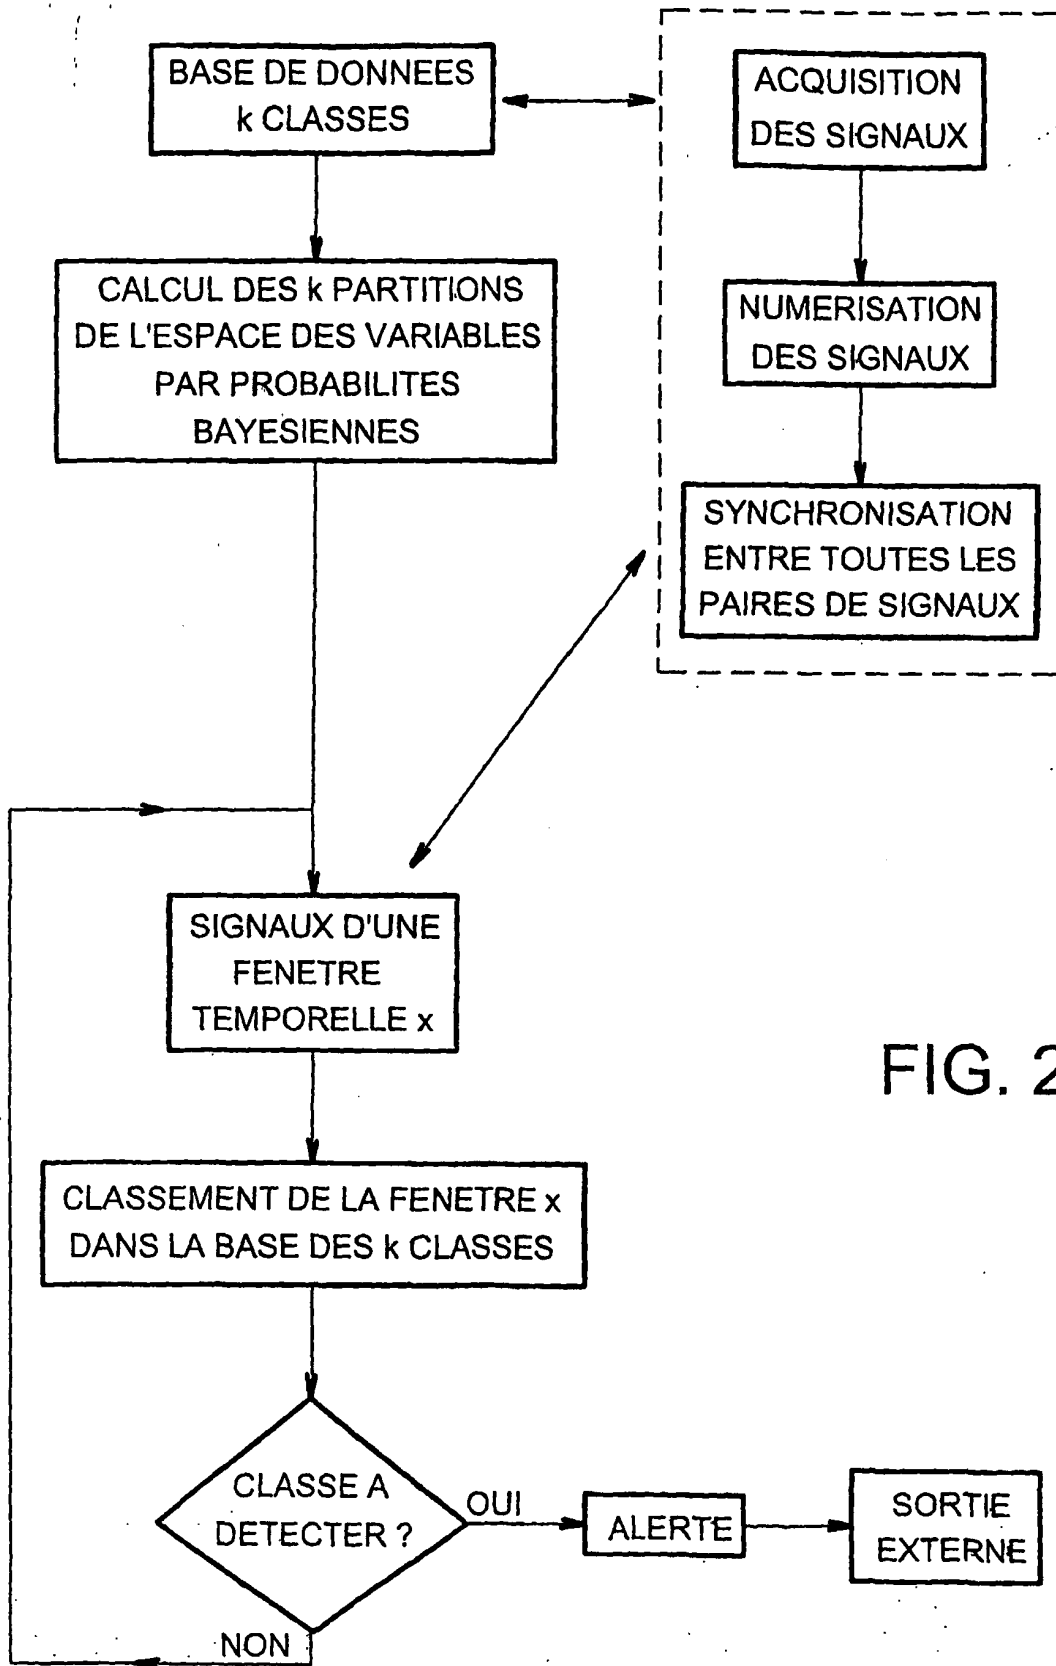 BASE DE DONNEES
k CLASSES
ACQUISITION
DES SIGNAUX
CALCUL DES k PARTITIONS
DE L'ESPACE DES VARIABLES
PAR PROBABILITES
BAYESIENNES
NUMERISATION
DES SIGNAUX
SYNCHRONISATION
ENTRE TOUTES LES
PAIRES DE SIGNAUX
SIGNAUX D'UNE
FENETRE
TEMPORELLE x
FIG. 2
CLASSEMENT DE LA FENETRE x
DANS LA BASE DES k CLASSES
CLASSE A
DETECTER ?
OUI
ALERTE
SORTIE
EXTERNE
NON